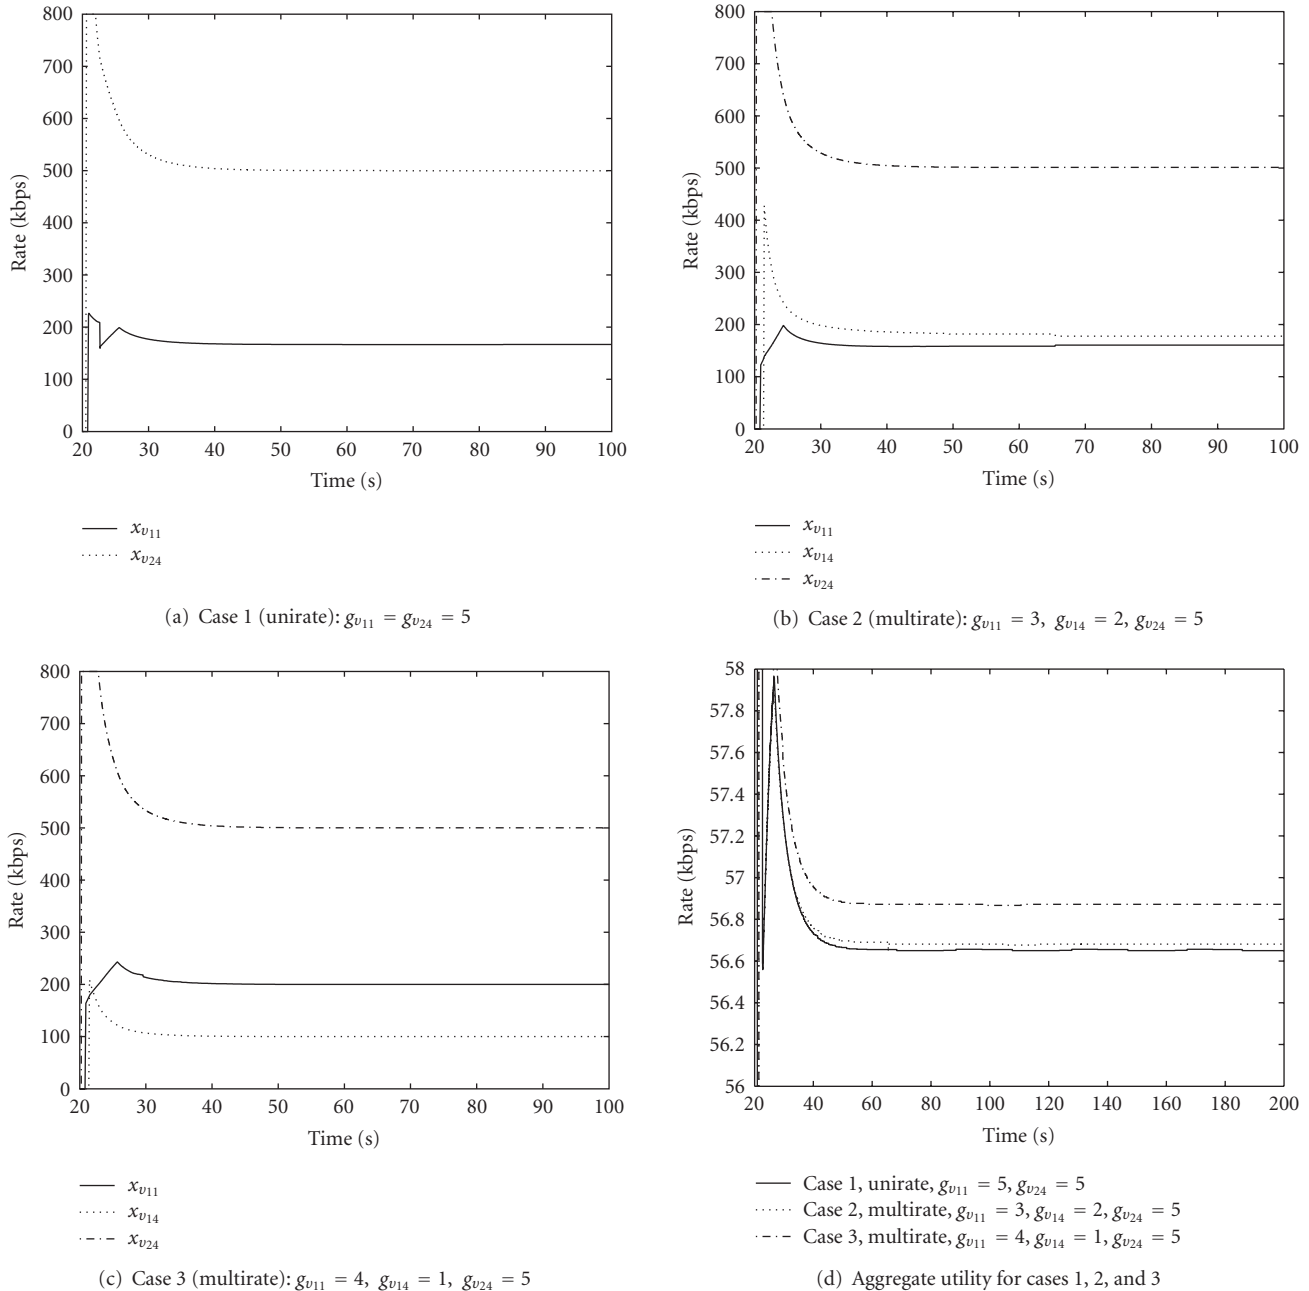 800
700
600
500
400
300
200
100
0
Rate (kbps)
20 30 40 50 60 70 80 90 100
Time (s)
x_{v_{11}}
x_{v_{24}}
(a) Case 1 (unirate): g_{v_{11}} = g_{v_{24}} = 5
800
700
600
500
400
300
200
100
0
Rate (kbps)
20 30 40 50 60 70 80 90 100
Time (s)
x_{v_{11}}
x_{v_{14}}
x_{v_{24}}
(b) Case 2 (multirate): g_{v_{11}} = 3, g_{v_{14}} = 2, g_{v_{24}} = 5
800
700
600
500
400
300
200
100
0
Rate (kbps)
20 30 40 50 60 70 80 90 100
Time (s)
x_{v_{11}}
x_{v_{14}}
x_{v_{24}}
(c) Case 3 (multirate): g_{v_{11}} = 4, g_{v_{14}} = 1, g_{v_{24}} = 5
58
57.8
57.6
57.4
57.2
57
56.8
56.6
56.4
56.2
56
Rate (kbps)
20 40 60 80 100 120 140 160 180 200
Time (s)
Case 1, unirate, g_{v_{11}} = 5, g_{v_{24}} = 5
Case 2, multirate, g_{v_{11}} = 3, g_{v_{14}} = 2, g_{v_{24}} = 5
Case 3, multirate, g_{v_{11}} = 4, g_{v_{14}} = 1, g_{v_{24}} = 5
(d) Aggregate utility for cases 1, 2, and 3